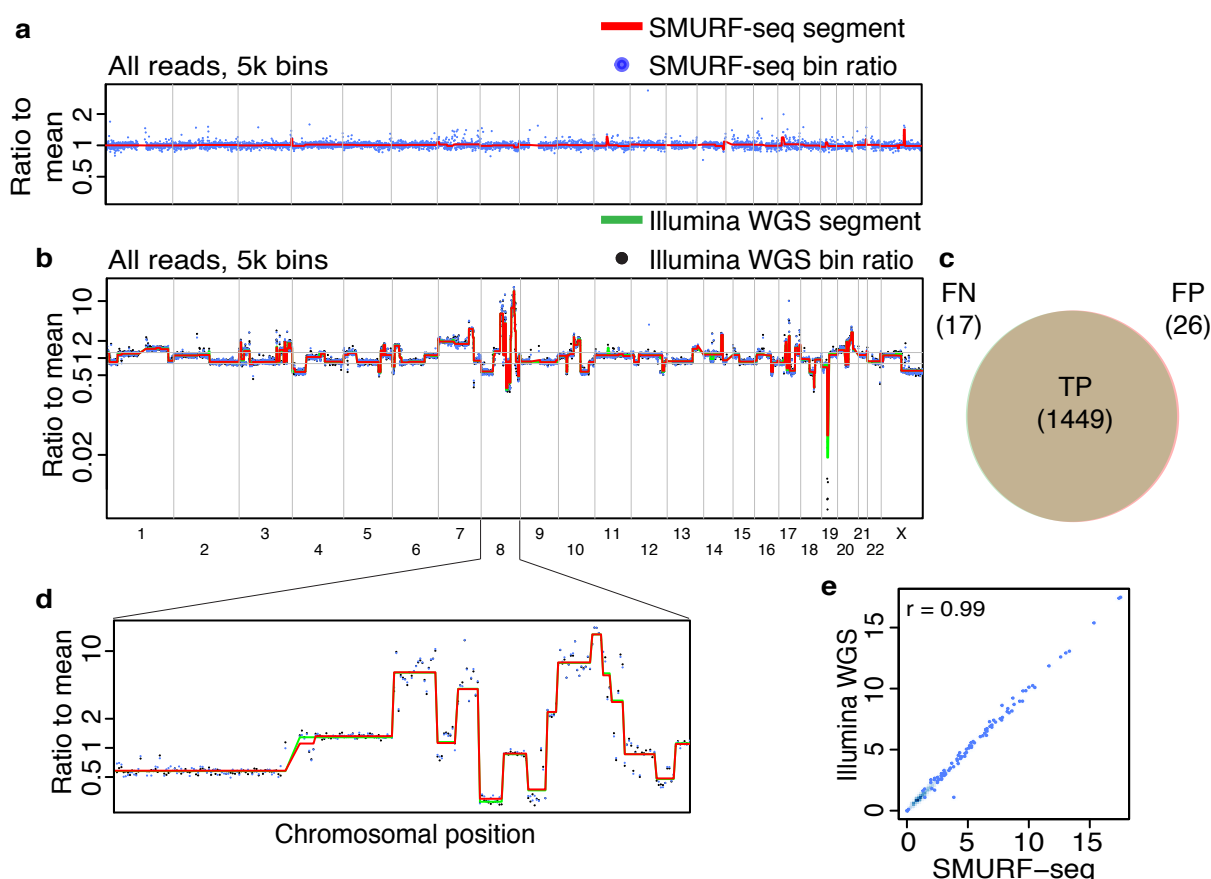 a
SMURF-seq segment
All reads, 5k bins
SMURF-seq bin ratio
Ratio to
mean
2
1
0.5
Illumina WGS segment
b
All reads, 5k bins
Illumina WGS bin ratio
Ratio to mean
10
2
1
0.5
0.02
1 3 5 7 9 11 13 15 17 19 21 X
2 4 6 8 10 12 14 16 18 20 22
c
FN
(17)
FP
(26)
TP
(1449)
d
Ratio to mean
10
2
1
0.5
Chromosomal position
e
r = 0.99
Illumina WGS
15
10
5
0
0 5 10 15
SMURF−seq